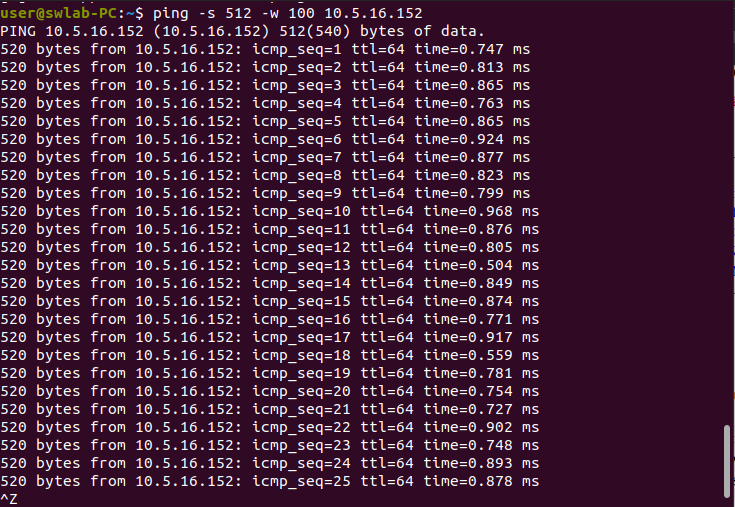 user@swlab-PC:~$ ping -s 512 -w 100 10.5.16.152
PING 10.5.16.152 (10.5.16.152) 512(540) bytes of data.
520 bytes from 10.5.16.152: icmp_seq=1 ttl=64 time=0.747 ms
520 bytes from 10.5.16.152: icmp_seq=2 ttl=64 time=0.813 ms
520 bytes from 10.5.16.152: icmp_seq=3 ttl=64 time=0.865 ms
520 bytes from 10.5.16.152: icmp_seq=4 ttl=64 time=0.763 ms
520 bytes from 10.5.16.152: icmp_seq=5 ttl=64 time=0.865 ms
520 bytes from 10.5.16.152: icmp_seq=6 ttl=64 time=0.924 ms
520 bytes from 10.5.16.152: icmp_seq=7 ttl=64 time=0.877 ms
520 bytes from 10.5.16.152: icmp_seq=8 ttl=64 time=0.823 ms
520 bytes from 10.5.16.152: icmp_seq=9 ttl=64 time=0.799 ms
520 bytes from 10.5.16.152: icmp_seq=10 ttl=64 time=0.968 ms
520 bytes from 10.5.16.152: icmp_seq=11 ttl=64 time=0.876 ms
520 bytes from 10.5.16.152: icmp_seq=12 ttl=64 time=0.805 ms
520 bytes from 10.5.16.152: icmp_seq=13 ttl=64 time=0.504 ms
520 bytes from 10.5.16.152: icmp_seq=14 ttl=64 time=0.849 ms
520 bytes from 10.5.16.152: icmp_seq=15 ttl=64 time=0.874 ms
520 bytes from 10.5.16.152: icmp_seq=16 ttl=64 time=0.771 ms
520 bytes from 10.5.16.152: icmp_seq=17 ttl=64 time=0.917 ms
520 bytes from 10.5.16.152: icmp_seq=18 ttl=64 time=0.559 ms
520 bytes from 10.5.16.152: icmp_seq=19 ttl=64 time=0.781 ms
520 bytes from 10.5.16.152: icmp_seq=20 ttl=64 time=0.754 ms
520 bytes from 10.5.16.152: icmp_seq=21 ttl=64 time=0.727 ms
520 bytes from 10.5.16.152: icmp_seq=22 ttl=64 time=0.902 ms
520 bytes from 10.5.16.152: icmp_seq=23 ttl=64 time=0.748 ms
520 bytes from 10.5.16.152: icmp_seq=24 ttl=64 time=0.893 ms
520 bytes from 10.5.16.152: icmp_seq=25 ttl=64 time=0.878 ms
^Z